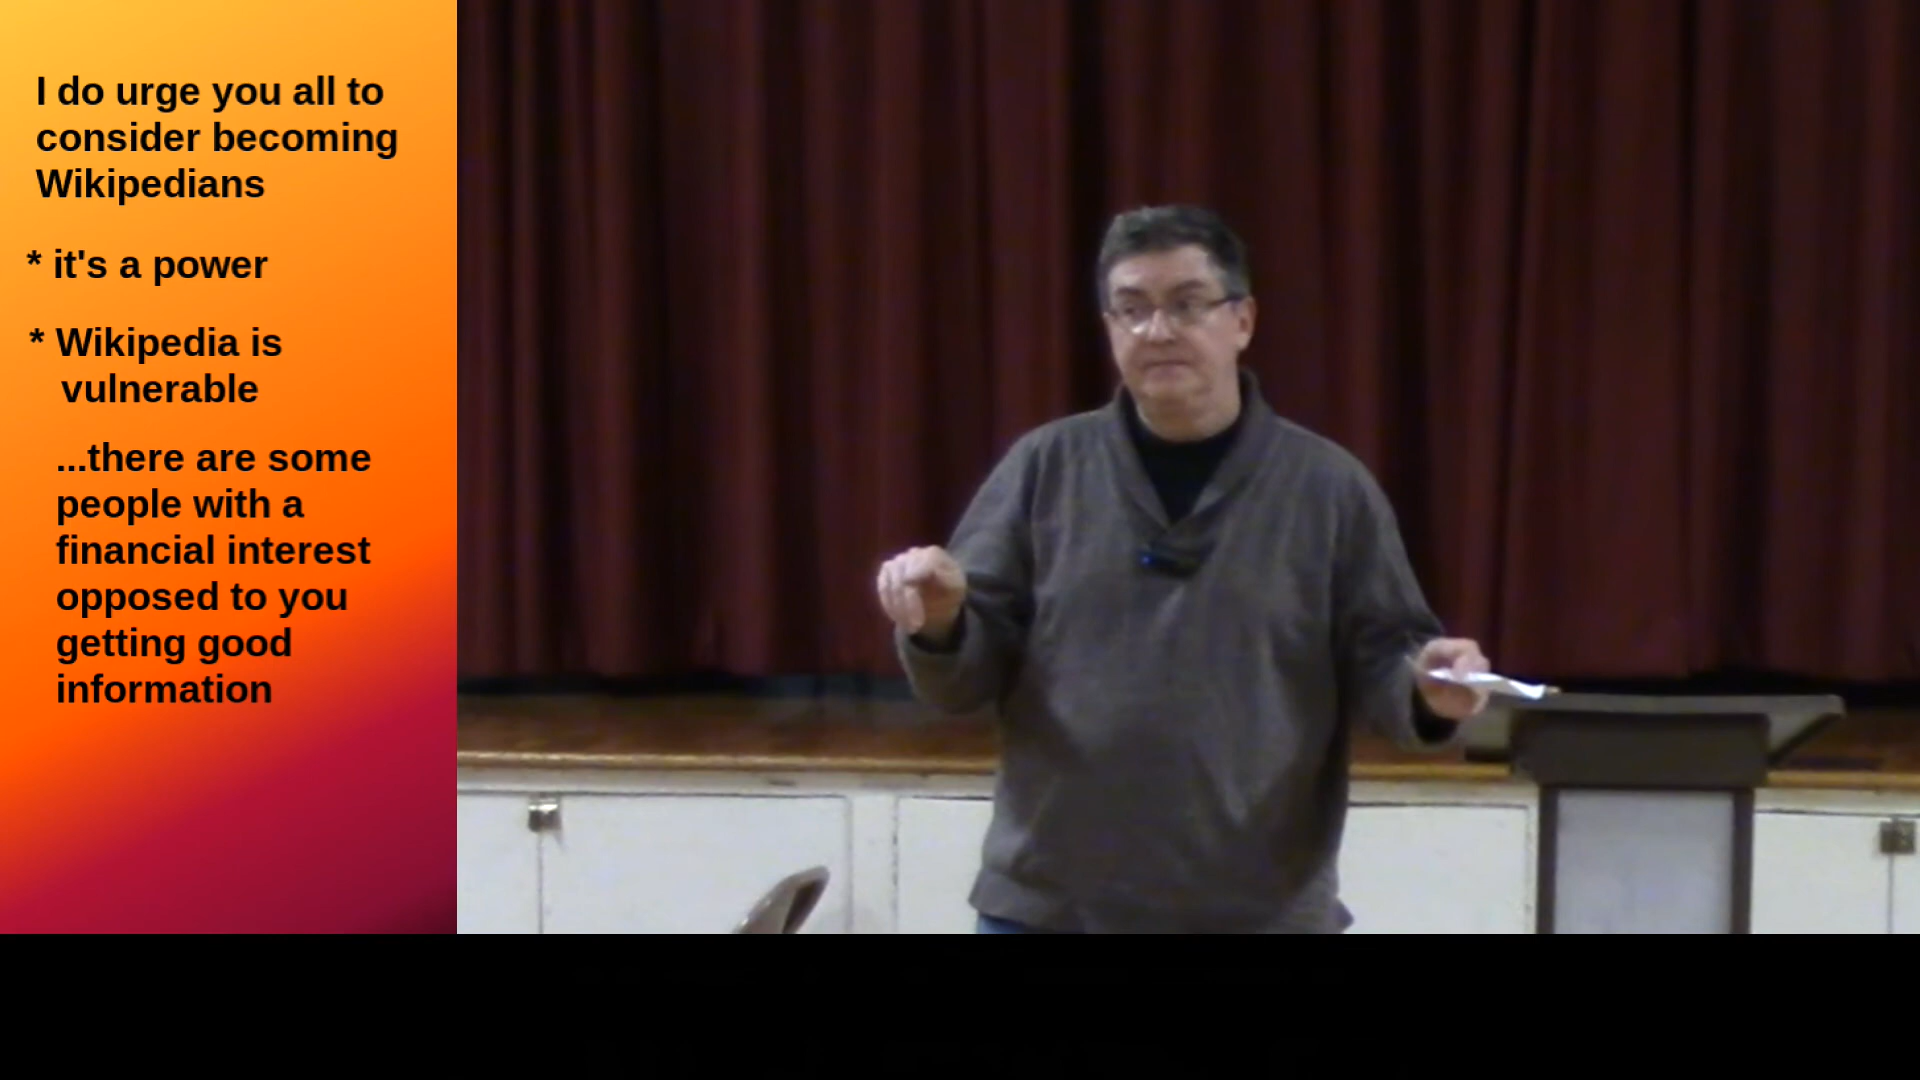 I do urge you all to
consider becoming
Wikipedians
* it's a power
* Wikipedia is
vulnerable
...there are some
people with a
financial interest
opposed to you
getting good
information